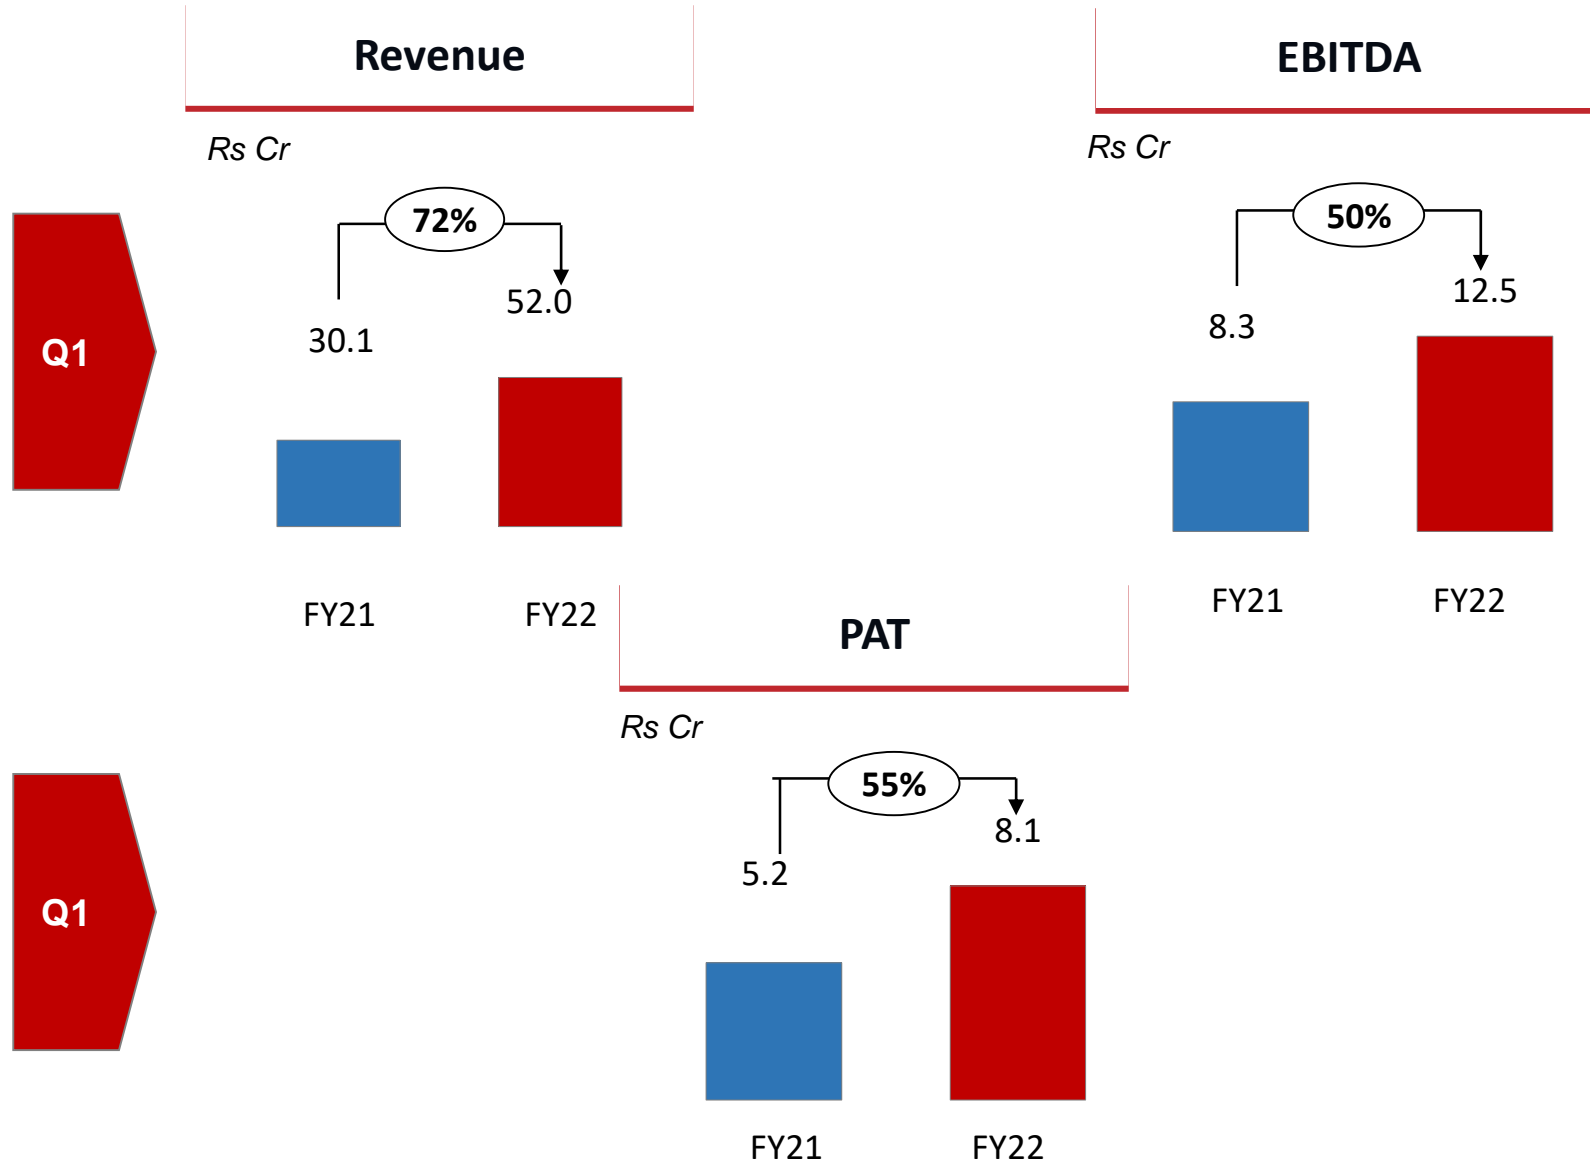 Revenue
EBITDA
Rs Cr
Rs Cr
72%
50%
52.0
12.5
30.1
8.3
Q1
FY21
FY22
FY21
FY22
PAT
Rs Cr
55%
8.1
5.2
Q1
FY21
FY22